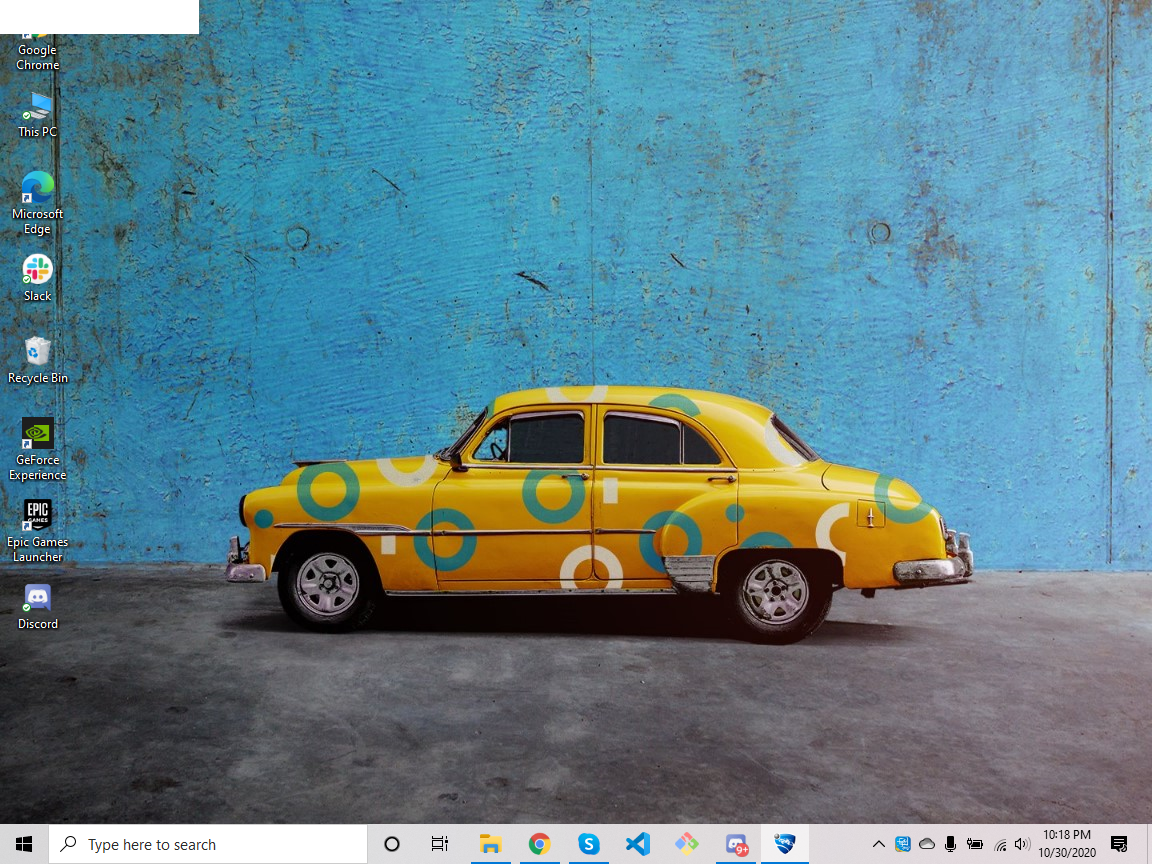 Google
Chrome
This PC
Microsoft
Edge
Slack
Recycle Bin
GeForce
Experience
EPIC
GAMES
Epic Games
Launcher
Discord
Type here to search
9+
10:18 PM
10/30/2020